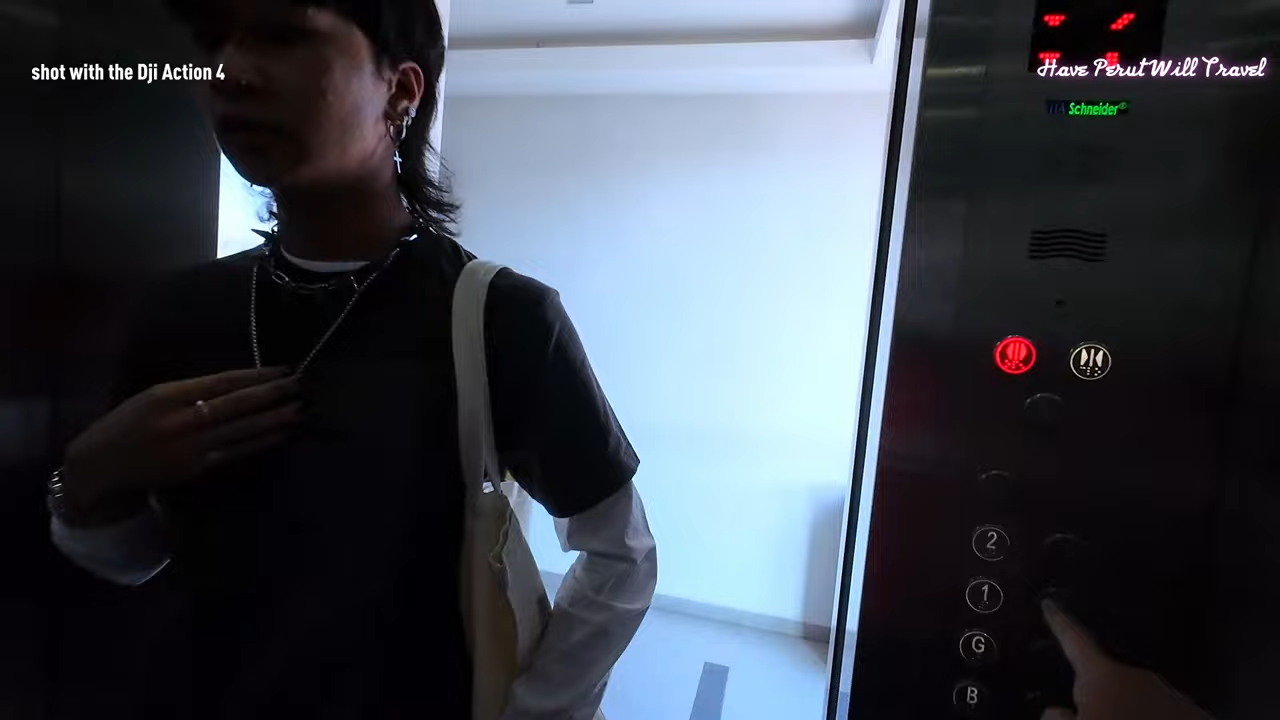 shot with the Dji Action 4
Have Perut Will Travel
Schneider
2
1
G
B